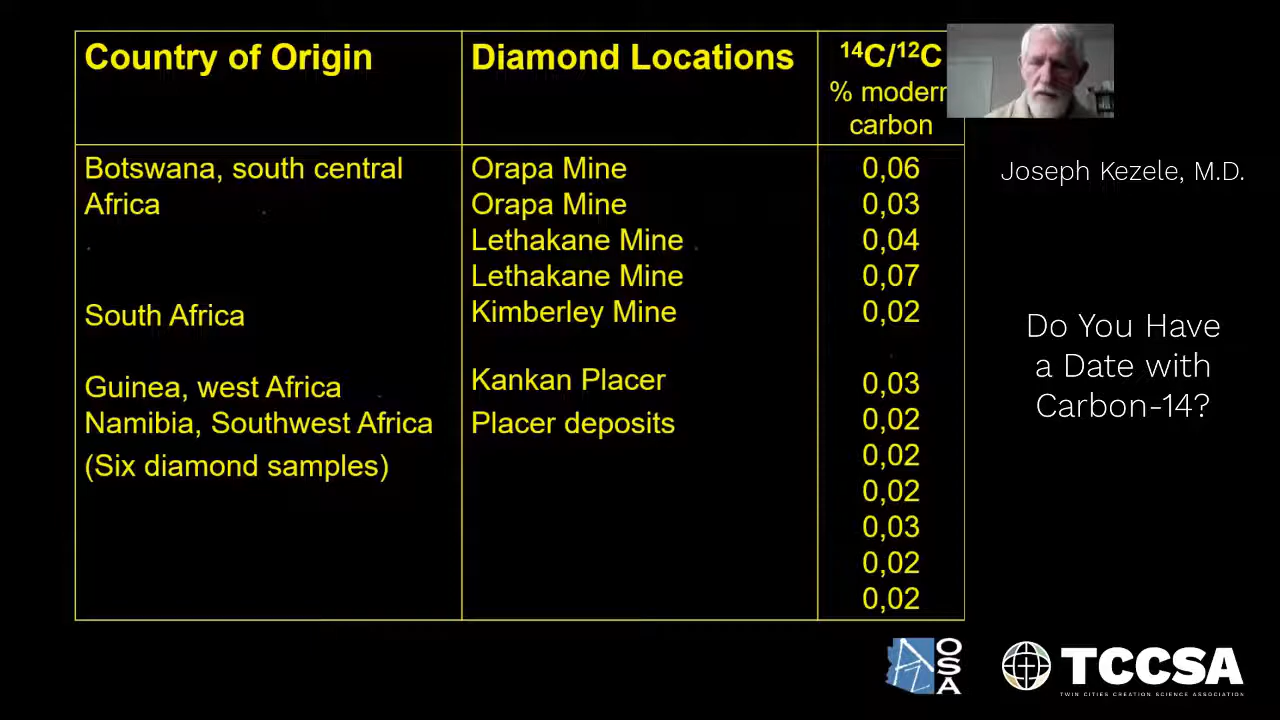 Country of Origin
Diamond Locations
¹⁴C/¹²C
% modern
carbon
Botswana, south central
Africa
Orapa Mine
0,06
Orapa Mine
0,03
Lethakane Mine
0,04
Lethakane Mine
0,07
South Africa
Kimberley Mine
0,02
Guinea, west Africa
Kankan Placer
0,03
Namibia, Southwest Africa
Placer deposits
0,02
(Six diamond samples)
0,02
0,02
0,03
0,02
0,02
Joseph Kezele, M.D.
Do You Have
a Date with
Carbon-14?
AZ
OSA
TCCSA
TWIN CITIES CREATION SCIENCE ASSOCIATION